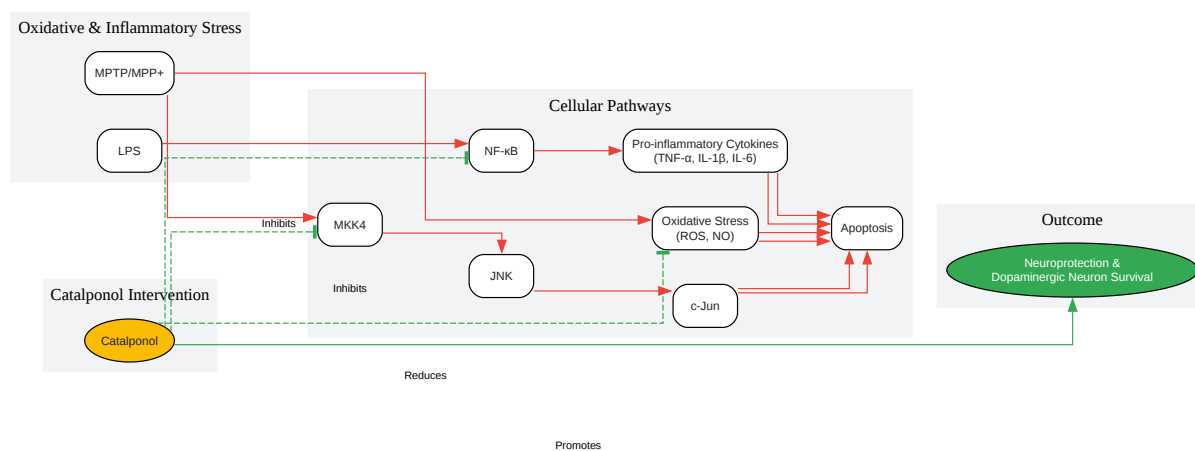 Oxidative & Inflammatory Stress
MPTP/MPP+
LPS
Cellular Pathways
NF-κB
Pro-inflammatory Cytokines
(TNF-α, IL-1β, IL-6)
Inhibits
MKK4
Oxidative Stress
(ROS, NO)
Apoptosis
JNK
Inhibits
c-Jun
Outcome
Neuroprotection &
Dopaminergic Neuron Survival
Catalponol Intervention
Catalponol
Reduces
Promotes